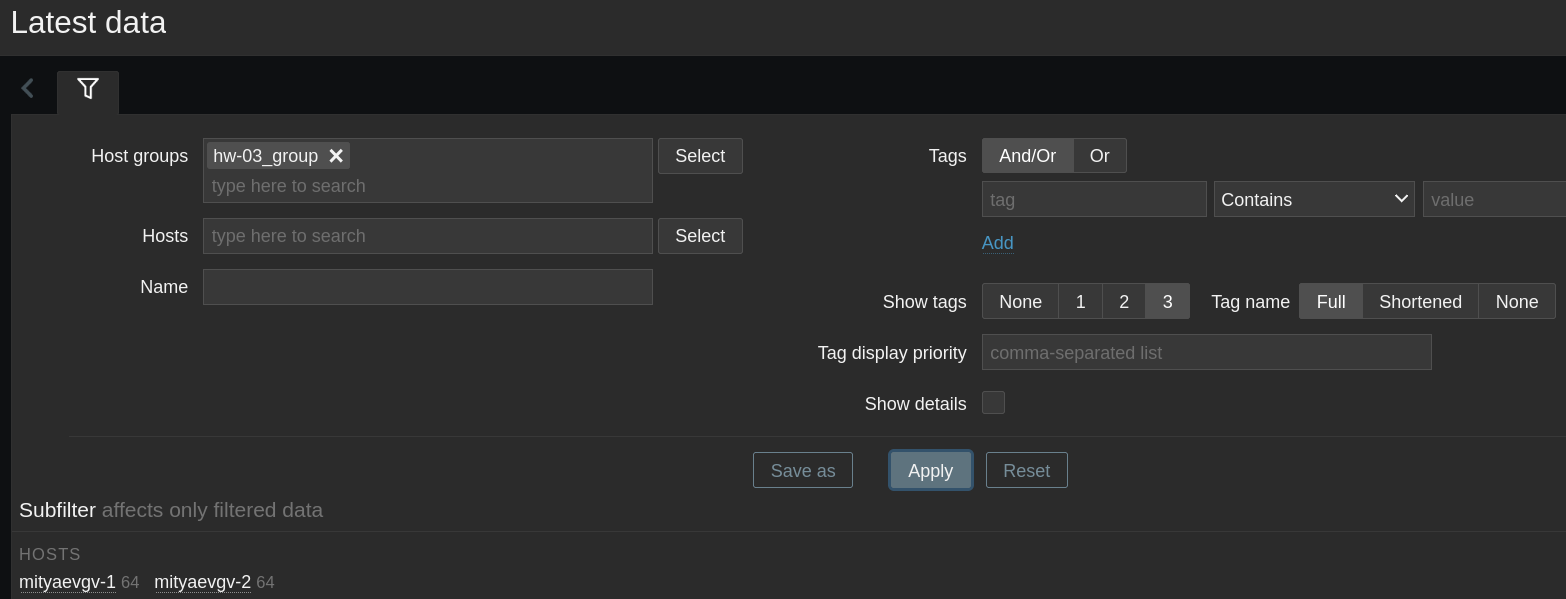 Latest data
Host groups hw-03_group Select
type here to search
Hosts type here to search Select
Name
Tags And/Or Or
tag Contains value
Add
Show tags None 1 2 3 Tag name Full Shortened None
Tag display priority comma-separated list
Show details
Save as Apply Reset
Subfilter affects only filtered data
HOSTS
mityaevgv-1 64 mityaevgv-2 64